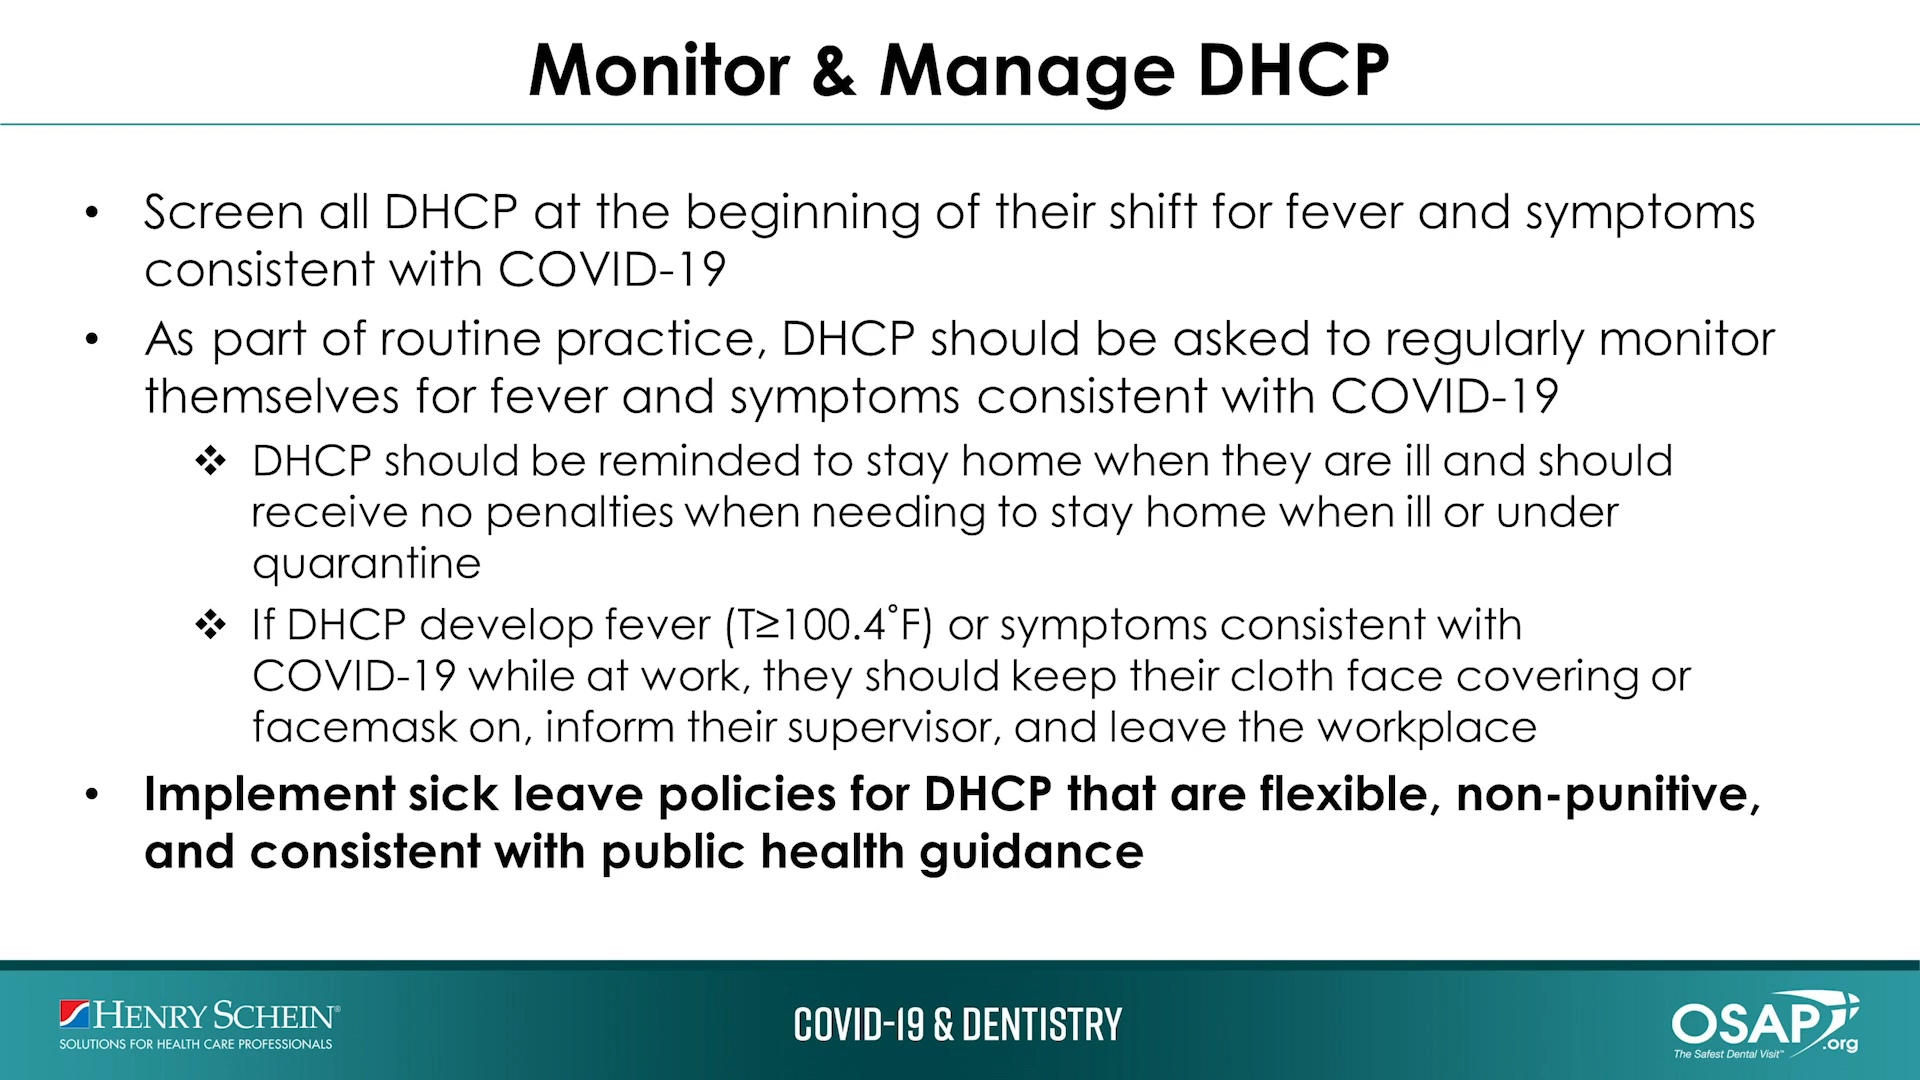 Monitor & Manage DHCP
• Screen all DHCP at the beginning of their shift for fever and symptoms
consistent with COVID-19
• As part of routine practice, DHCP should be asked to regularly monitor
themselves for fever and symptoms consistent with COVID-19
❖ DHCP should be reminded to stay home when they are ill and should
receive no penalties when needing to stay home when ill or under
quarantine
❖ If DHCP develop fever (T≥100.4˚F) or symptoms consistent with
COVID-19 while at work, they should keep their cloth face covering or
facemask on, inform their supervisor, and leave the workplace
• Implement sick leave policies for DHCP that are flexible, non-punitive,
and consistent with public health guidance
HENRY SCHEIN®
SOLUTIONS FOR HEALTH CARE PROFESSIONALS
COVID-19 & DENTISTRY
OSAP
.org
The Safest Dental Visit™